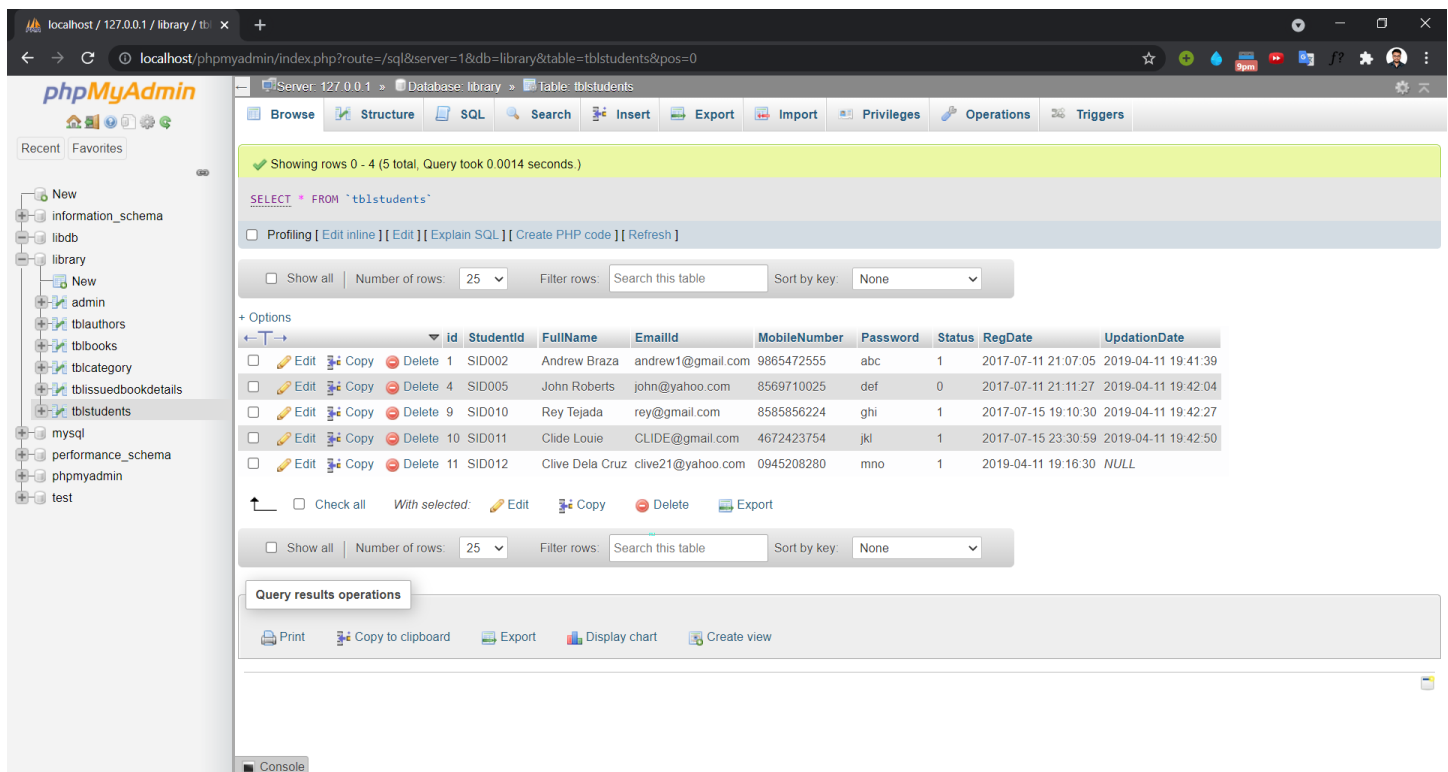 localhost / 127.0.0.1 / library / tbl
localhost/phpmyadmin/index.php?route=/sql&server=1&db=library&table=tblstudents&pos=0
9pm
f?
phpMyAdmin
Recent Favorites
New
information_schema
libdb
library
New
admin
tblauthors
tblbooks
tblcategory
tblissuedbookdetails
tblstudents
mysql
performance_schema
phpmyadmin
test
Server: 127.0.0.1 » Database: library » Table: tblstudents
Browse Structure SQL Search Insert Export Import Privileges Operations Triggers
Showing rows 0 - 4 (5 total, Query took 0.0014 seconds.)
SELECT * FROM `tblstudents`
Profiling [ Edit inline ] [ Edit ] [ Explain SQL ] [ Create PHP code ] [ Refresh ]
Show all | Number of rows: 25 Filter rows: Search this table Sort by key: None
+ Options
←T→ id StudentId FullName EmailId MobileNumber Password Status RegDate UpdationDate
Edit Copy Delete 1 SID002 Andrew Braza andrew1@gmail.com 9865472555 abc 1 2017-07-11 21:07:05 2019-04-11 19:41:39
Edit Copy Delete 4 SID005 John Roberts john@yahoo.com 8569710025 def 0 2017-07-11 21:11:27 2019-04-11 19:42:04
Edit Copy Delete 9 SID010 Rey Tejada rey@gmail.com 8585856224 ghi 1 2017-07-15 19:10:30 2019-04-11 19:42:27
Edit Copy Delete 10 SID011 Clide Louie CLIDE@gmail.com 4672423754 jkl 1 2017-07-15 23:30:59 2019-04-11 19:42:50
Edit Copy Delete 11 SID012 Clive Dela Cruz clive21@yahoo.com 0945208280 mno 1 2019-04-11 19:16:30 NULL
Check all With selected: Edit Copy Delete Export
Show all | Number of rows: 25 Filter rows: Search this table Sort by key: None
Query results operations
Print Copy to clipboard Export Display chart Create view
Console